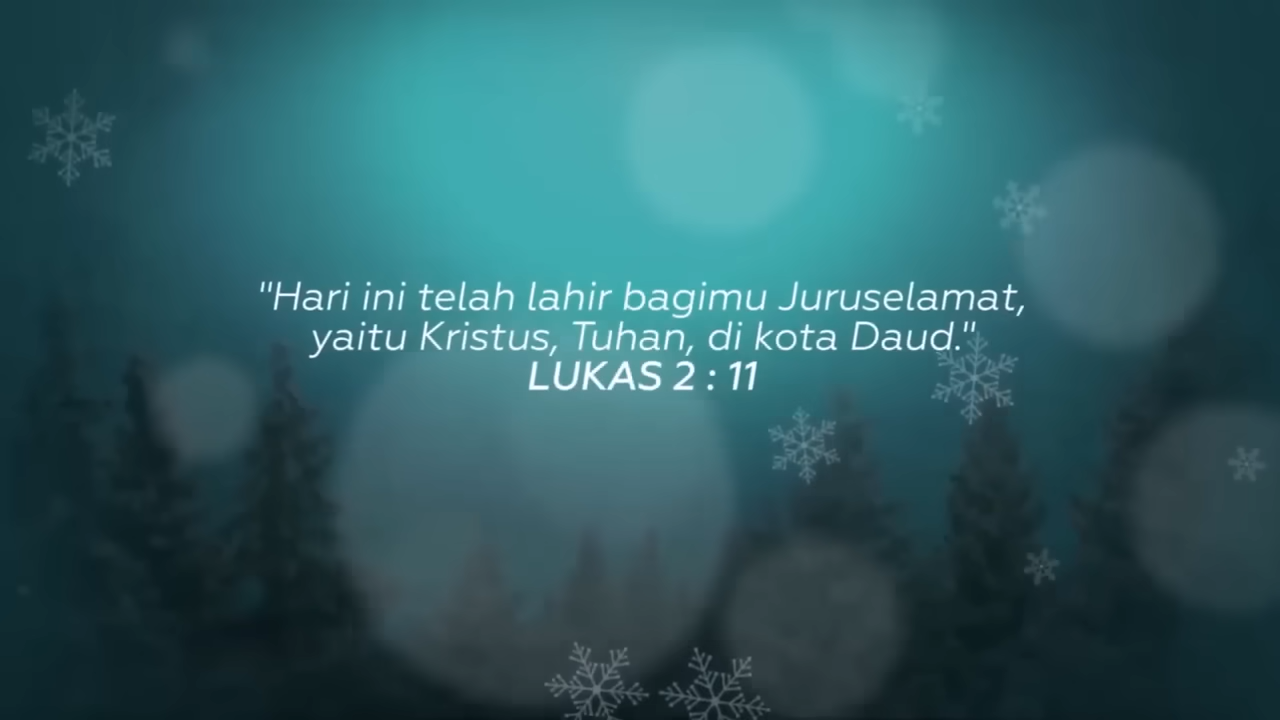 "Hari ini telah lahir bagimu Juruselamat,
yaitu Kristus, Tuhan, di kota Daud."
LUKAS 2 : 11